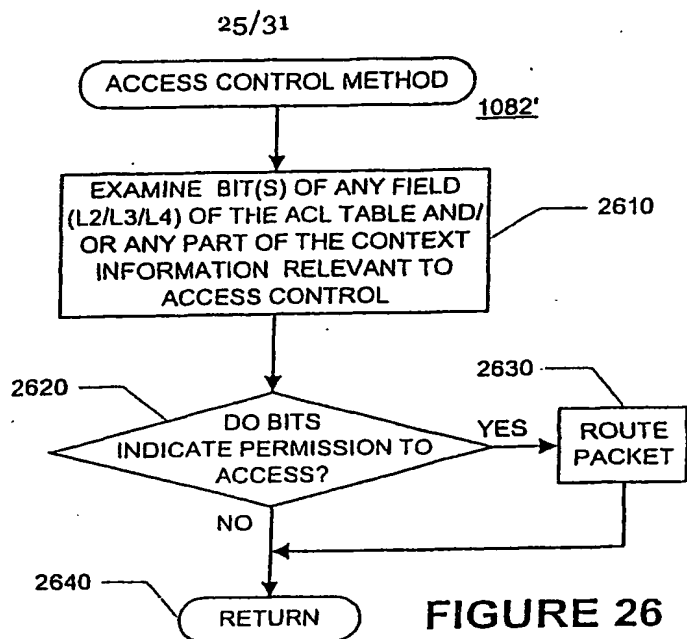 25/31
ACCESS CONTROL METHOD
1082'
EXAMINE BIT(S) OF ANY FIELD
(L2/L3/L4) OF THE ACL TABLE AND/
OR ANY PART OF THE CONTEXT
INFORMATION RELEVANT TO
ACCESS CONTROL
2610
2620
2630
DO BITS
INDICATE PERMISSION TO
ACCESS?
YES
ROUTE
PACKET
NO
2640
RETURN
FIGURE 26